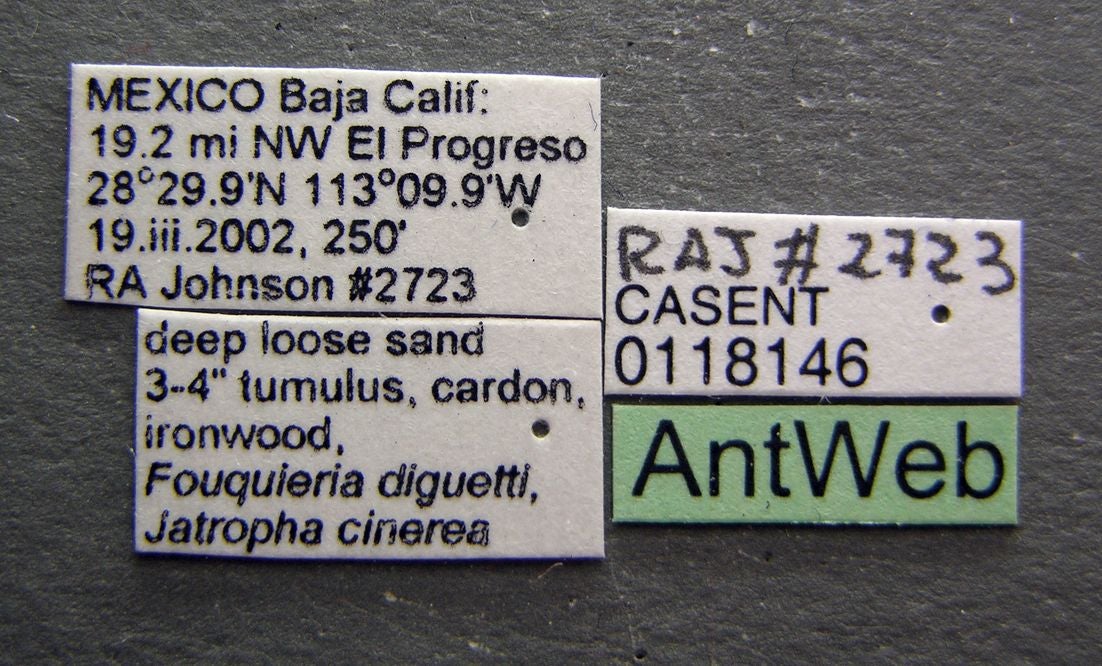 MEXICO Baja Calif:
19.2 mi NW El Progreso
28°29.9'N 113°09.9'W
19.iii.2002, 250'
RA Johnson #2723
deep loose sand
3-4" tumulus, cardon,
ironwood,
Fouquieria diguetti,
Jatropha cinerea
RAJ # 2723
CASENT
0118146
AntWeb